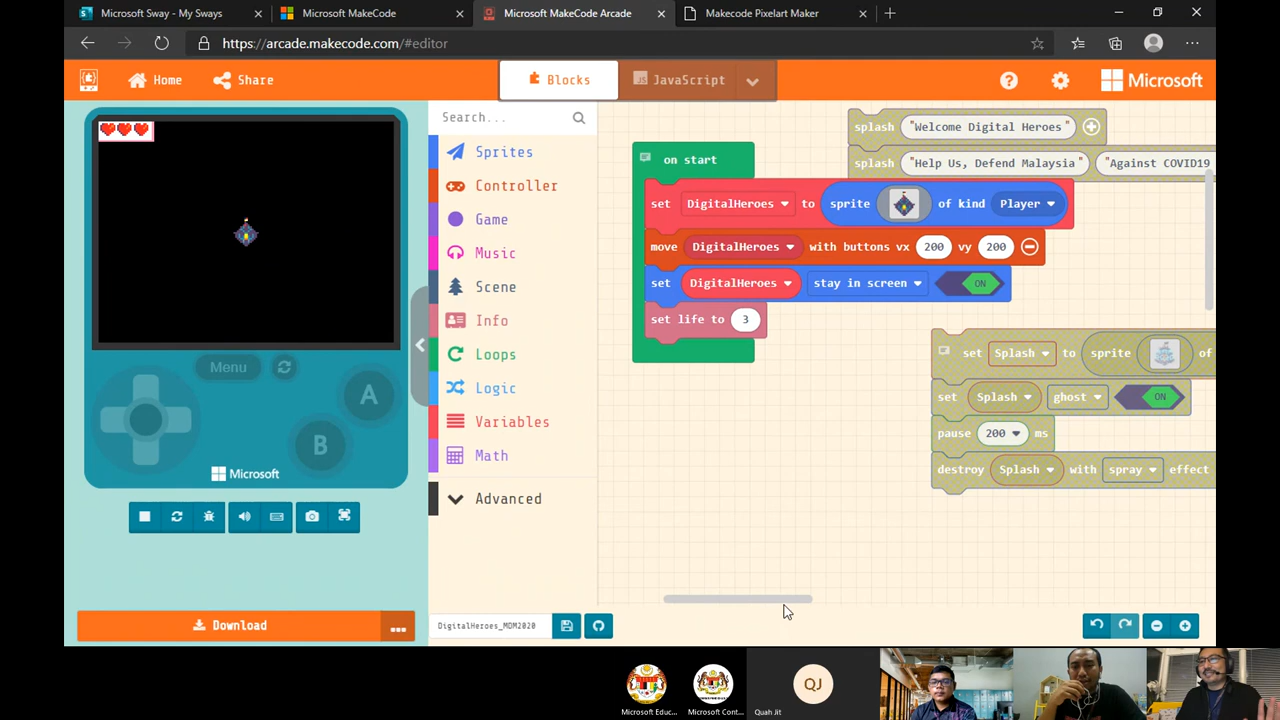 Microsoft Sway - My Sways
Microsoft MakeCode
Microsoft MakeCode Arcade
Makecode Pixelart Maker
https://arcade.makecode.com/#editor
Home
Share
Blocks
JavaScript
Microsoft
Search...
Sprites
Controller
Game
Music
Scene
Info
Loops
Logic
Variables
Math
Advanced
Menu
A
B
Microsoft
Download
DigitalHeroes_MDM2020
splash "Welcome Digital Heroes"
splash "Help Us, Defend Malaysia" "Against COVID19
on start
set DigitalHeroes to sprite of kind Player
move DigitalHeroes with buttons vx 200 vy 200
set DigitalHeroes stay in screen ON
set life to 3
set Splash to sprite of
set Splash ghost ON
pause 200 ms
destroy Splash with spray effect
QJ
Microsoft Educ...
Microsoft Cont...
Quah Jit